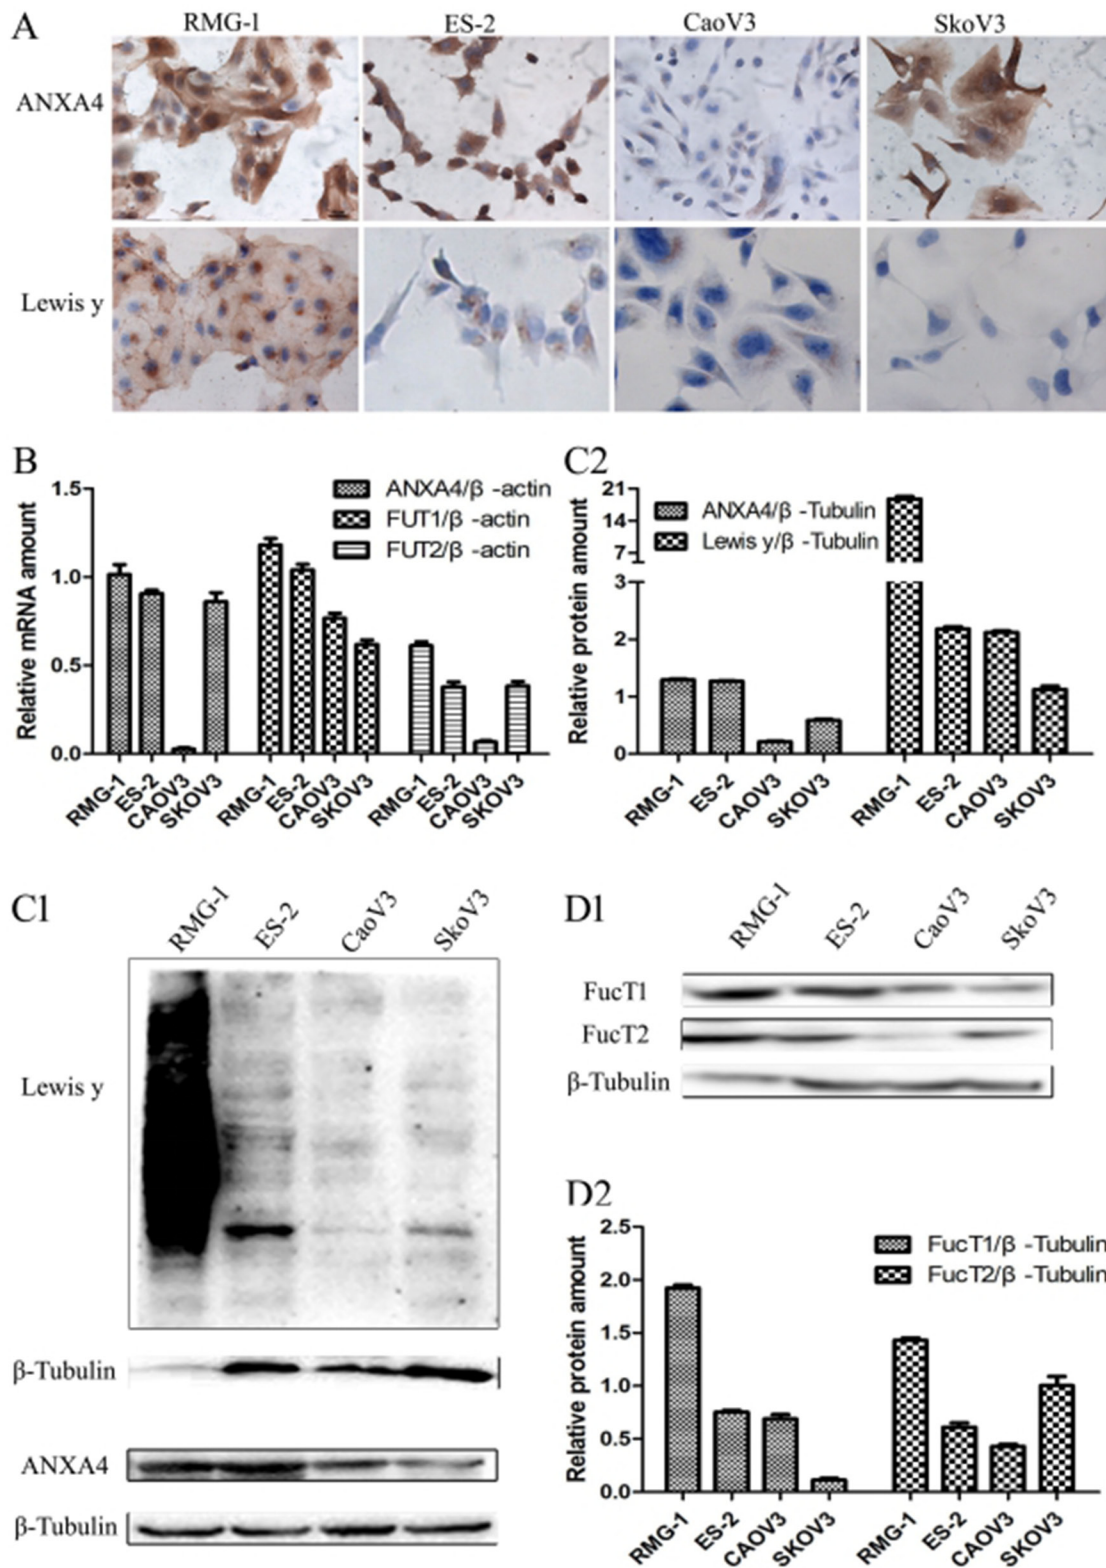 A
RMG-1 ES-2 CaoV3 SkoV3
ANXA4
Lewis y
B
Relative mRNA amount
1.5
1.0
0.5
0.0
ANXA4/β -actin
FUT1/β -actin
FUT2/β -actin
RMG-1 ES-2 CAOV3 SKOV3 RMG-1 ES-2 CAOV3 SKOV3 RMG-1 ES-2 CAOV3 SKOV3
C2
Relative protein amount
21
14
7
3
2
1
0
ANXA4/β -Tubulin
Lewis y/β -Tubulin
RMG-1 ES-2 CAOV3 SKOV3 RMG-1 ES-2 CAOV3 SKOV3
C1
RMG-1 ES-2 CaoV3 SkoV3
Lewis y
β-Tubulin
ANXA4
β-Tubulin
D1
RMG-1 ES-2 CaoV3 SkoV3
FucT1
FucT2
β-Tubulin
D2
Relative protein amount
2.5
2.0
1.5
1.0
0.5
0.0
FucT1/β -Tubulin
FucT2/β -Tubulin
RMG-1 ES-2 CAOV3 SKOV3 RMG-1 ES-2 CAOV3 SKOV3